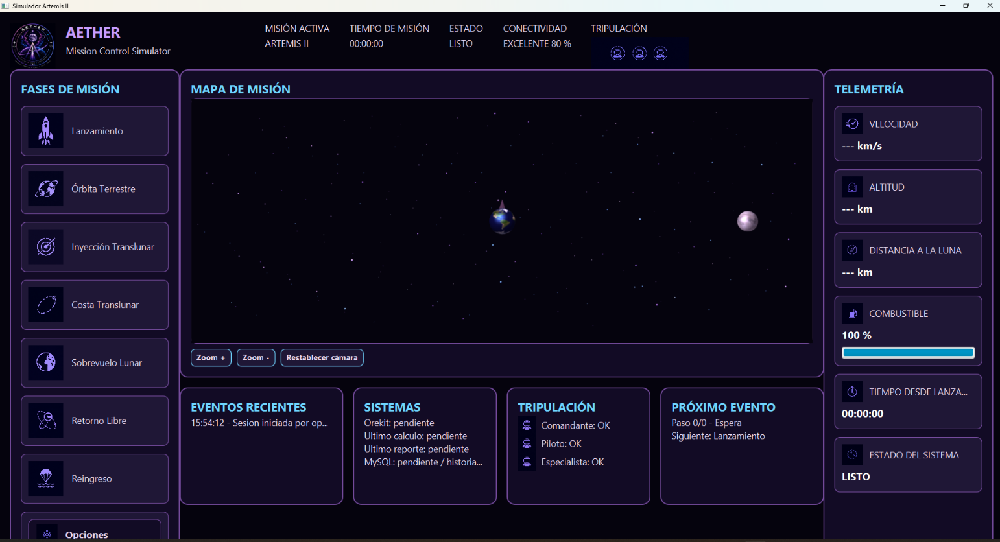 Simulador Artemis II
AETHER
AETHER
Mission Control Simulator
MISIÓN ACTIVA
ARTEMIS II
TIEMPO DE MISIÓN
00:00:00
ESTADO
LISTO
CONECTIVIDAD
EXCELENTE 80 %
TRIPULACIÓN
FASES DE MISIÓN
Lanzamiento
Órbita Terrestre
Inyección Translunar
Costa Translunar
Sobrevuelo Lunar
Retorno Libre
Reingreso
Opciones
MAPA DE MISIÓN
Zoom +
Zoom -
Restablecer cámara
EVENTOS RECIENTES
15:54:12 - Sesion iniciada por op...
SISTEMAS
Orekit: pendiente
Ultimo calculo: pendiente
Ultimo reporte: pendiente
MySQL: pendiente / historia...
TRIPULACIÓN
Comandante: OK
Piloto: OK
Especialista: OK
PRÓXIMO EVENTO
Paso 0/0 - Espera
Siguiente: Lanzamiento
TELEMETRÍA
VELOCIDAD
--- km/s
ALTITUD
--- km
DISTANCIA A LA LUNA
--- km
COMBUSTIBLE
100 %
TIEMPO DESDE LANZA...
00:00:00
ESTADO DEL SISTEMA
LISTO